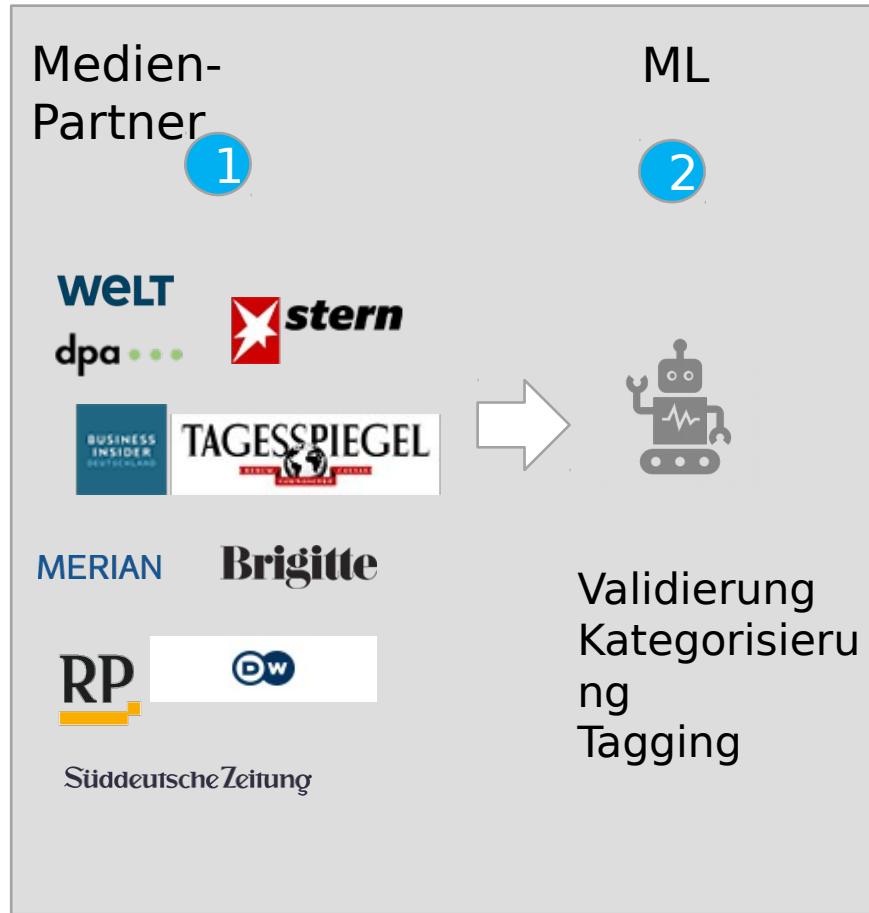 Medien-
Partner
1
ML
2
WELT
dpa
stern
BUSINESS
INSIDER
DEUTSCHLAND
TAGESSPIEGEL
MERIAN
Brigitte
RP
DW
Süddeutsche Zeitung
Validierung
Kategorisieru
ng
Tagging